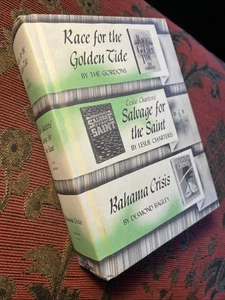 Race for the
Golden Tide
BY THE GORDONS
Leslie Charteris'
Salvage for
the Saint
BY LESLIE CHARTERIS
Bahama Crisis
BY DESMOND BAGLEY